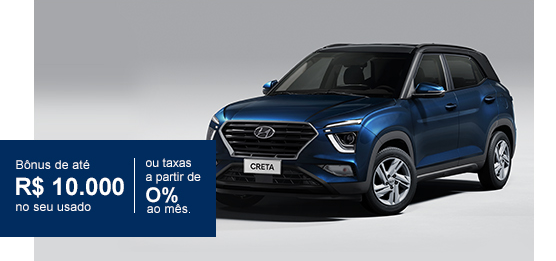 Bônus de até
R$ 10.000
no seu usado
ou taxas
a partir de
0%
ao mês.
CRETA